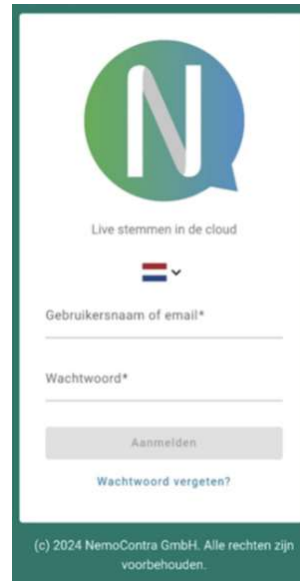 N
Live stemmen in de cloud
Gebruikersnaam of email*
Wachtwoord*
Aanmelden
Wachtwoord vergeten?
(c) 2024 NemoContra GmbH. Alle rechten zijn
voorbehouden.